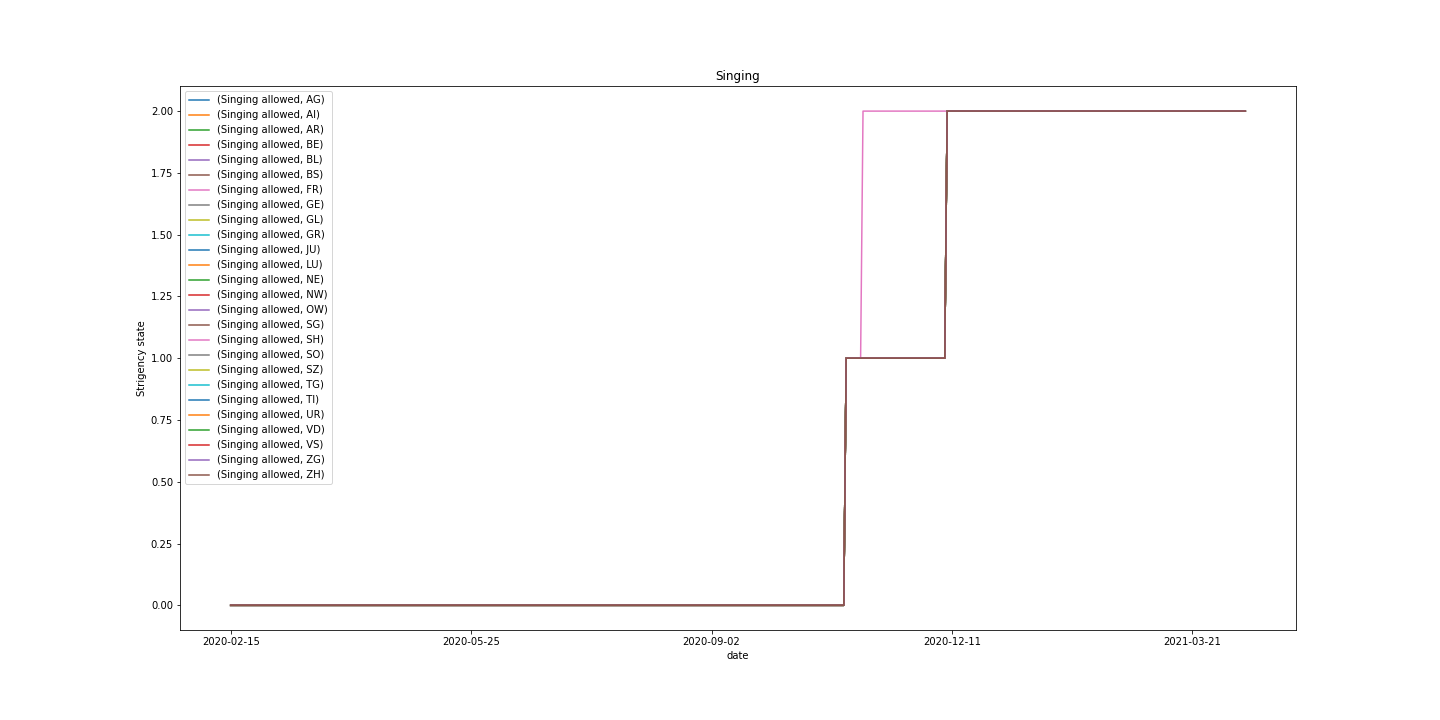 Singing
(Singing allowed, AG)
(Singing allowed, AI)
(Singing allowed, AR)
(Singing allowed, BE)
(Singing allowed, BL)
(Singing allowed, BS)
(Singing allowed, FR)
(Singing allowed, GE)
(Singing allowed, GL)
(Singing allowed, GR)
(Singing allowed, JU)
(Singing allowed, LU)
(Singing allowed, NE)
(Singing allowed, NW)
(Singing allowed, OW)
(Singing allowed, SG)
(Singing allowed, SH)
(Singing allowed, SO)
(Singing allowed, SZ)
(Singing allowed, TG)
(Singing allowed, TI)
(Singing allowed, UR)
(Singing allowed, VD)
(Singing allowed, VS)
(Singing allowed, ZG)
(Singing allowed, ZH)
2.00
1.75
1.50
1.25
1.00
0.75
0.50
0.25
0.00
Strigency state
2020-02-15
2020-05-25
2020-09-02
2020-12-11
2021-03-21
date